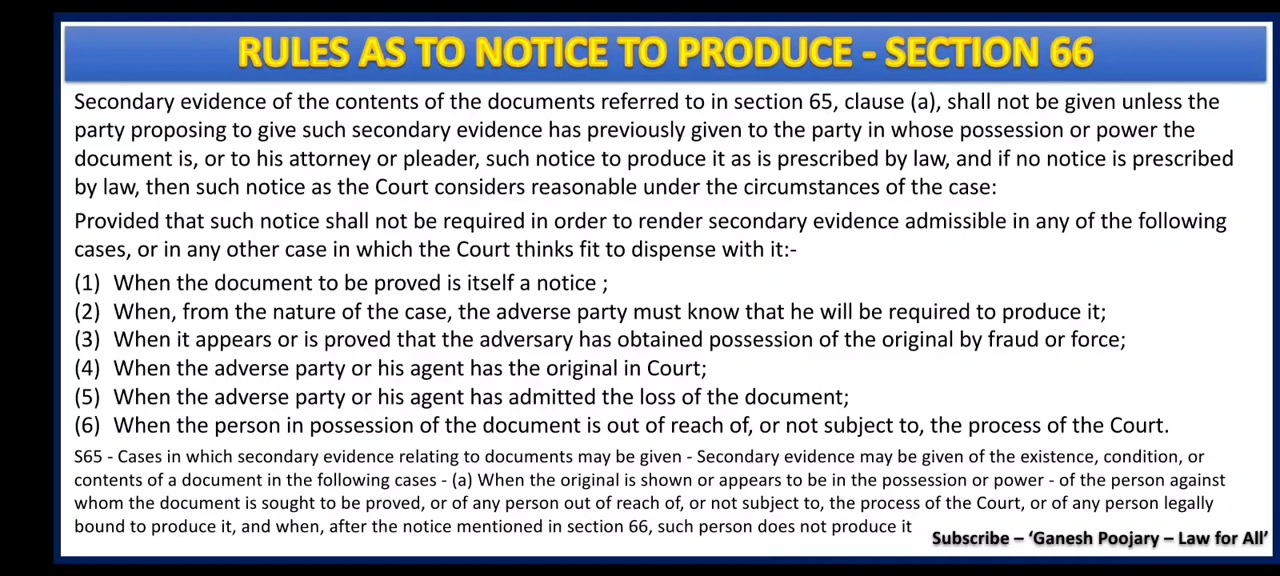 RULES AS TO NOTICE TO PRODUCE - SECTION 66
Secondary evidence of the contents of the documents referred to in section 65, clause (a), shall not be given unless the
party proposing to give such secondary evidence has previously given to the party in whose possession or power the
document is, or to his attorney or pleader, such notice to produce it as is prescribed by law, and if no notice is prescribed
by law, then such notice as the Court considers reasonable under the circumstances of the case:
Provided that such notice shall not be required in order to render secondary evidence admissible in any of the following
cases, or in any other case in which the Court thinks fit to dispense with it:-
(1) When the document to be proved is itself a notice ;
(2) When, from the nature of the case, the adverse party must know that he will be required to produce it;
(3) When it appears or is proved that the adversary has obtained possession of the original by fraud or force;
(4) When the adverse party or his agent has the original in Court;
(5) When the adverse party or his agent has admitted the loss of the document;
(6) When the person in possession of the document is out of reach of, or not subject to, the process of the Court.
S65 - Cases in which secondary evidence relating to documents may be given - Secondary evidence may be given of the existence, condition, or
contents of a document in the following cases - (a) When the original is shown or appears to be in the possession or power - of the person against
whom the document is sought to be proved, or of any person out of reach of, or not subject to, the process of the Court, or of any person legally
bound to produce it, and when, after the notice mentioned in section 66, such person does not produce it
Subscribe – 'Ganesh Poojary – Law for All'